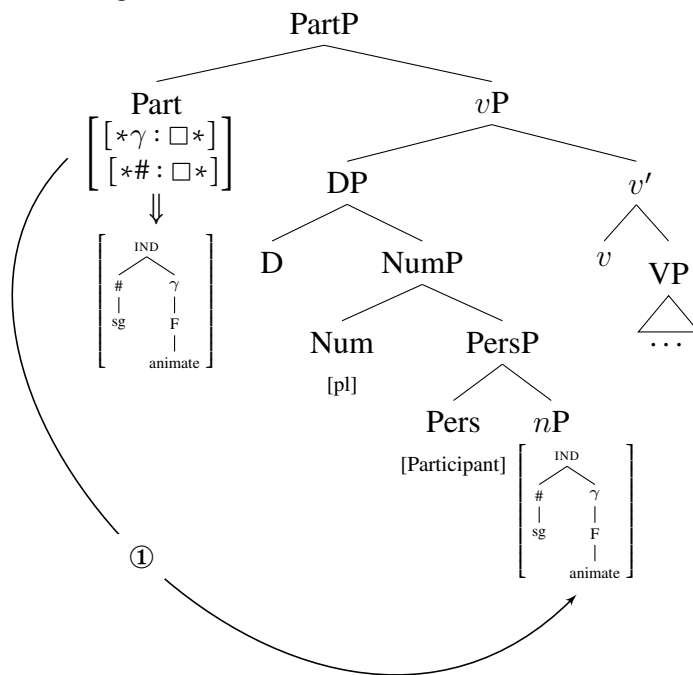 PartP
Part vP
[∗γ : □∗]
[∗# : □∗]
DP v′
⇓
D NumP v VP
IND
# γ
sg F
animate
Num PersP . . .
[pl]
Pers nP
[Participant]
IND
# γ
sg F
animate
①